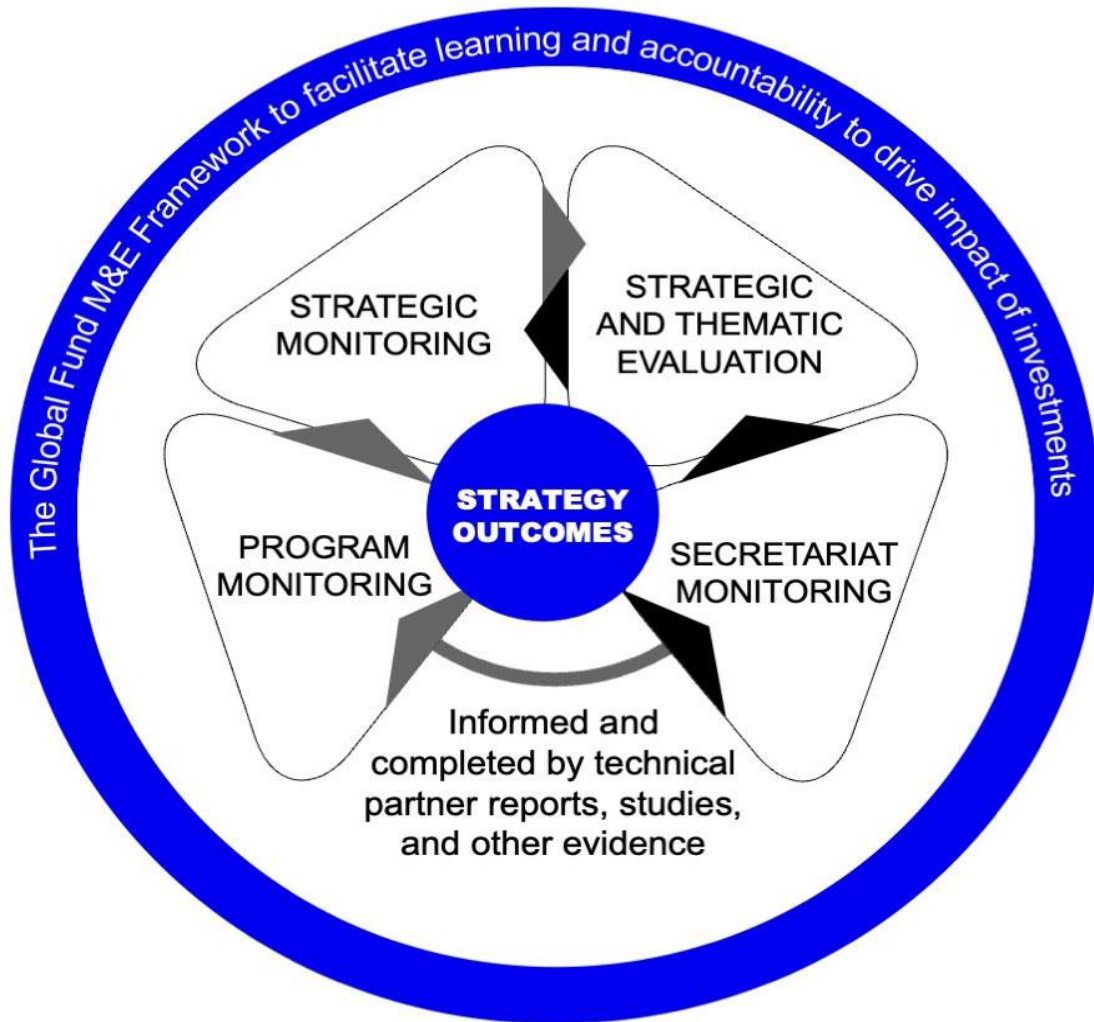 The Global Fund M&E Framework to facilitate learning and accountability to drive impact of investments
STRATEGIC
MONITORING
STRATEGIC
AND THEMATIC
EVALUATION
STRATEGY
OUTCOMES
PROGRAM
MONITORING
SECRETARIAT
MONITORING
Informed and
completed by technical
partner reports, studies,
and other evidence